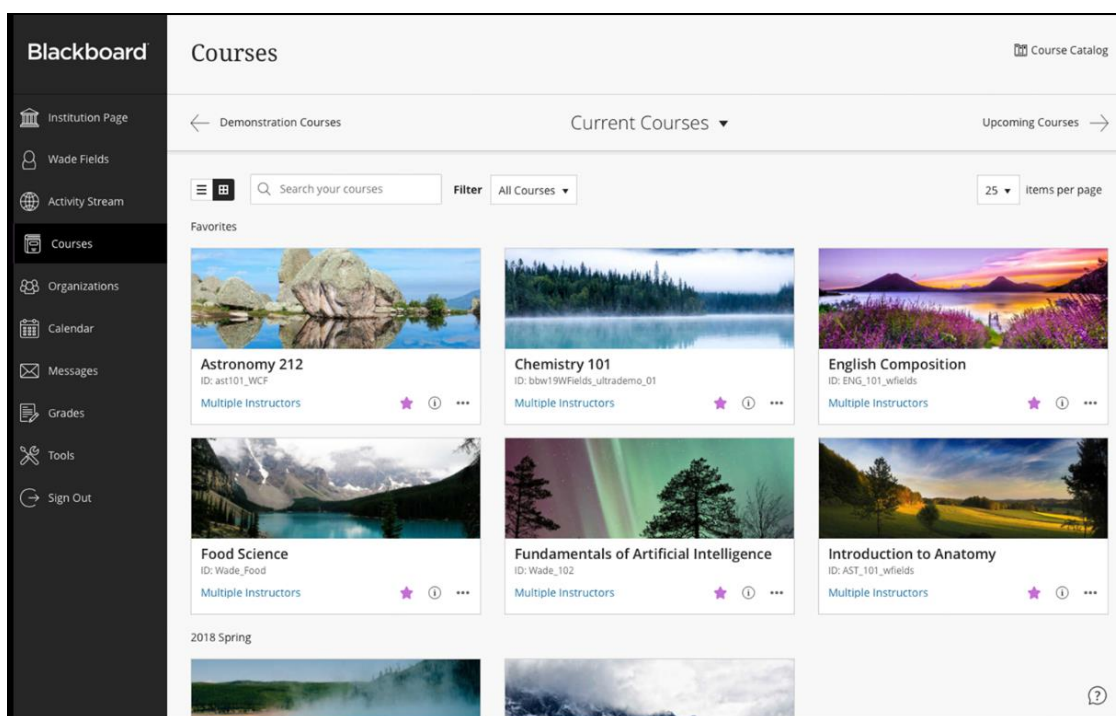 Blackboard
Courses
Course Catalog
Institution Page
Wade Fields
Activity Stream
Courses
Organizations
Calendar
Messages
Grades
Tools
Sign Out
Demonstration Courses
Current Courses
Upcoming Courses
Search your courses
Filter
All Courses
25
items per page
Favorites
Astronomy 212
ID: ast101_WCF
Multiple Instructors
Chemistry 101
ID: bbw19WFields_ultrademo_01
Multiple Instructors
English Composition
ID: ENG_101_wfields
Multiple Instructors
Food Science
ID: Wade_Food
Multiple Instructors
Fundamentals of Artificial Intelligence
ID: Wade_102
Multiple Instructors
Introduction to Anatomy
ID: AST_101_wfields
Multiple Instructors
2018 Spring